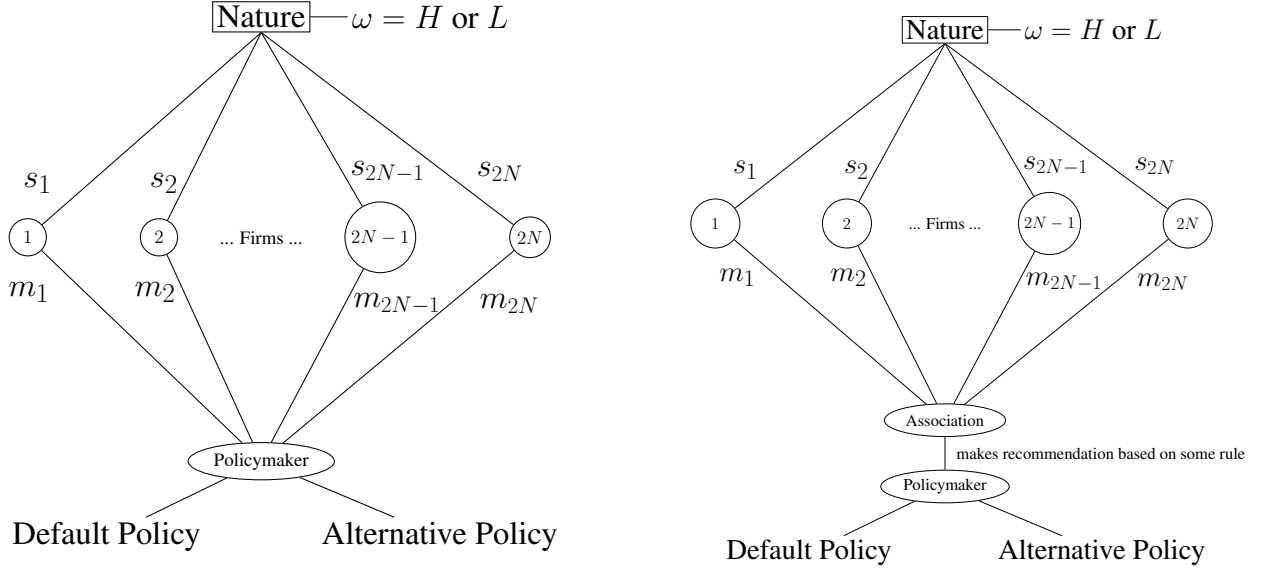 Nature
ω = H or L
s₁
s₂
s₂N₋₁
s₂N
1
2
... Firms ...
2N − 1
2N
m₁
m₂
m₂N₋₁
m₂N
Policymaker
Default Policy
Alternative Policy
Nature
ω = H or L
s₁
s₂
s₂N₋₁
s₂N
1
2
... Firms ...
2N − 1
2N
m₁
m₂
m₂N₋₁
m₂N
Association
makes recommendation based on some rule
Policymaker
Default Policy
Alternative Policy